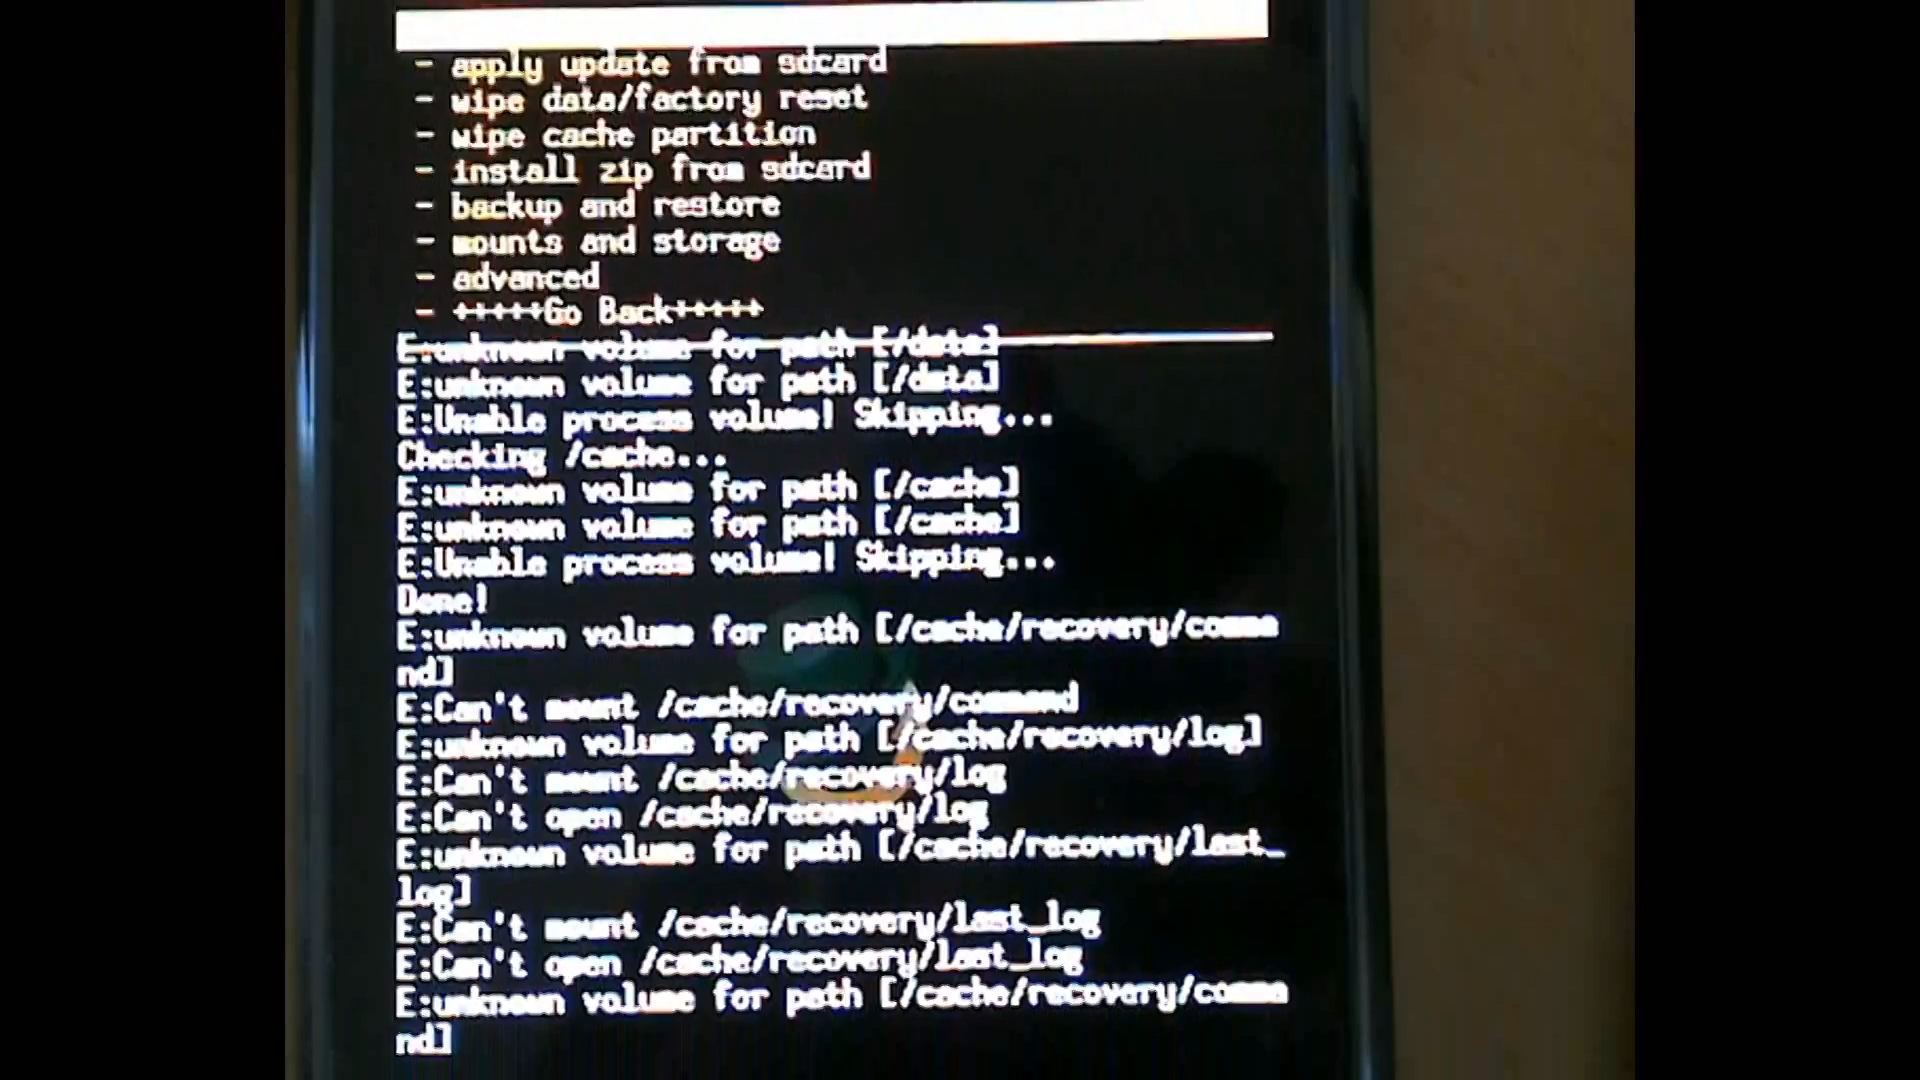 - apply update from sdcard
- wipe data/factory reset
- wipe cache partition
- install zip from sdcard
- backup and restore
- mounts and storage
- advanced
- +++++Go Back+++++
E:unknown volume for path [/data]
E:unknown volume for path [/data]
E:Unable process volume! Skipping...
Checking /cache...
E:unknown volume for path [/cache]
E:unknown volume for path [/cache]
E:Unable process volume! Skipping...
Done!
E:unknown volume for path [/cache/recovery/comma
nd]
E:Can't mount /cache/recovery/command
E:unknown volume for path [/cache/recovery/log]
E:Can't mount /cache/recovery/log
E:Can't open /cache/recovery/log
E:unknown volume for path [/cache/recovery/last_
log]
E:Can't mount /cache/recovery/last_log
E:Can't open /cache/recovery/last_log
E:unknown volume for path [/cache/recovery/comma
nd]